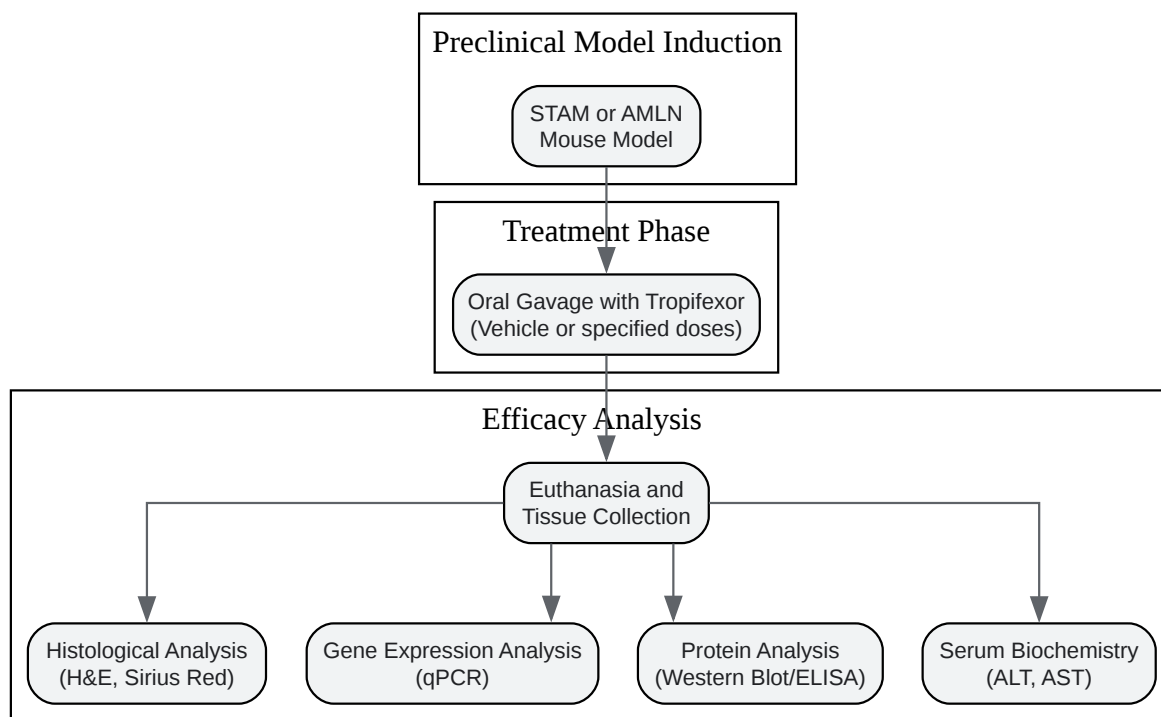 Preclinical Model Induction
STAM or AMLN
Mouse Model
Treatment Phase
Oral Gavage with Tropifexor
(Vehicle or specified doses)
Efficacy Analysis
Euthanasia and
Tissue Collection
Histological Analysis
(H&E, Sirius Red)
Gene Expression Analysis
(qPCR)
Protein Analysis
(Western Blot/ELISA)
Serum Biochemistry
(ALT, AST)